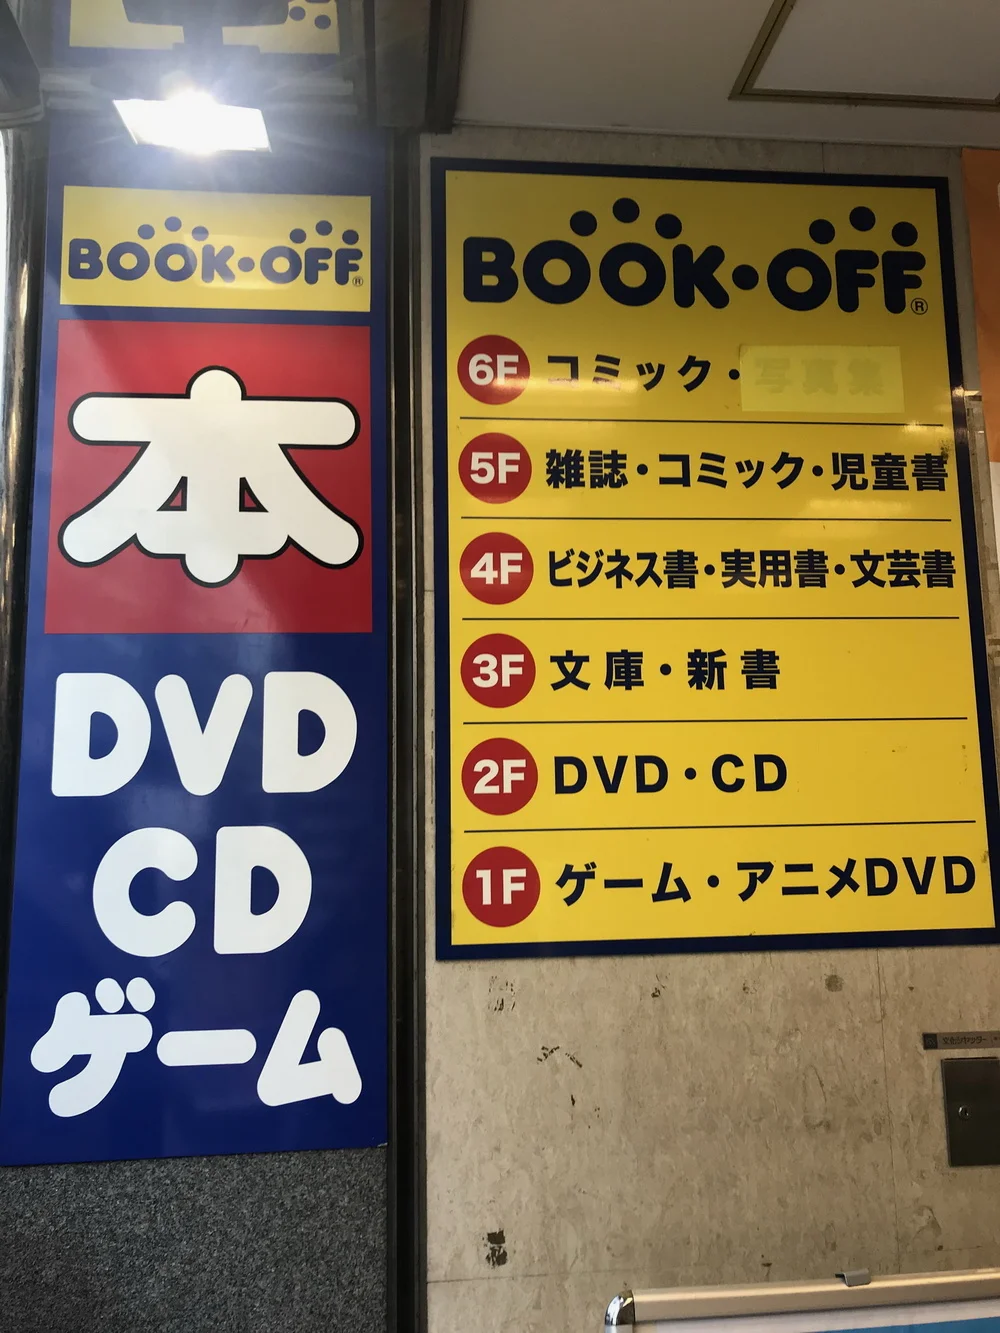 BOOK・OFF®
本
DVD
CD
ゲーム
BOOK・OFF®
6F コミック・写真集
5F 雑誌・コミック・児童書
4F ビジネス書・実用書・文芸書
3F 文庫・新書
2F DVD・CD
1F ゲーム・アニメDVD